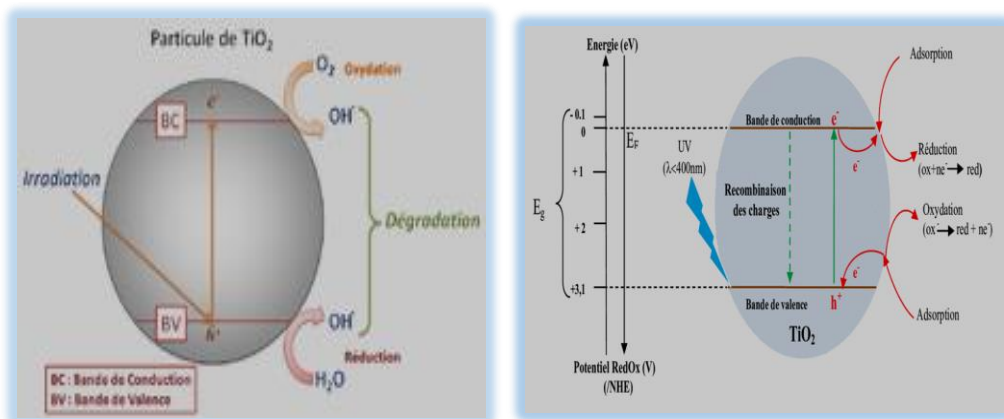 Particule de TiO2
O2 Oxydation
e-
BC
OH-
Irradiation
Dégradation
BV
h+
OH-
Réduction
H2O
BC : Bande de Conduction
BV : Bande de Valence
Energie (eV)
Adsorption
- 0.1
0
Bande de conduction
e-
EF
UV
(λ<400nm)
e-
Réduction
(ox+ne-→ red)
+1
Recombinaison
des charges
Eg
+2
Oxydation
(ox-→ red + ne-)
e-
+3,1
Bande de valence
h+
Adsorption
TiO2
Potentiel RedOx (V)
(/NHE)